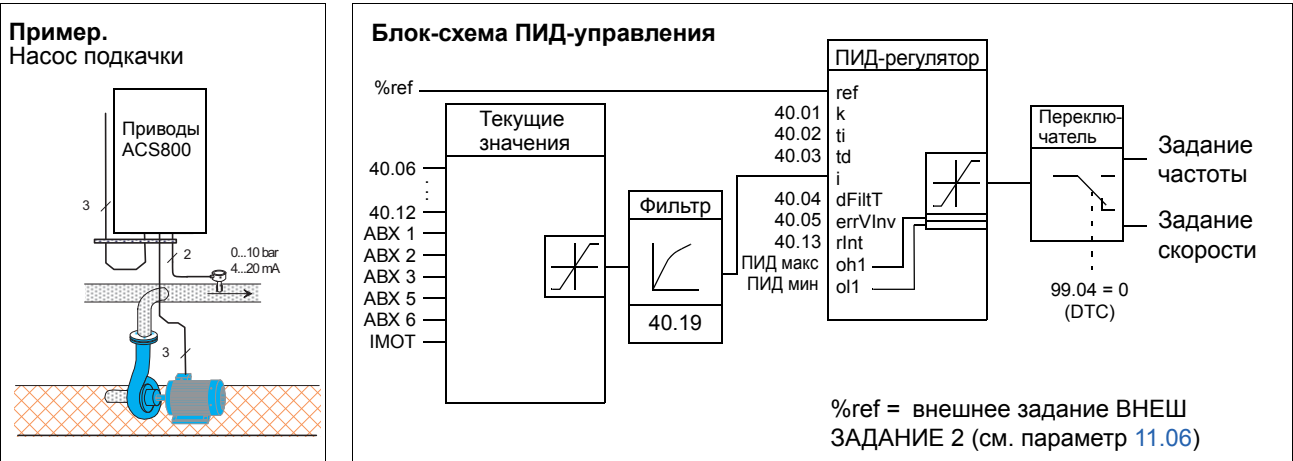 Пример.
Насос подкачки
Приводы
ACS800
3
2
0...10 bar
4...20 mA
3
Блок-схема ПИД-управления
%ref
Текущие
значения
40.06
⋮
40.12
АВХ 1
АВХ 2
АВХ 3
АВХ 5
АВХ 6
IMOT
Фильтр
40.19
ПИД-регулятор
ref
40.01 k
40.02 ti
40.03 td
i
40.04 dFiltT
40.05 errVInv
40.13 rInt
ПИД макс oh1
ПИД мин ol1
Переклю-
чатель
Задание
частоты
Задание
скорости
99.04 = 0
(DTC)
%ref = внешнее задание ВНЕШ
ЗАДАНИЕ 2 (см. параметр 11.06)